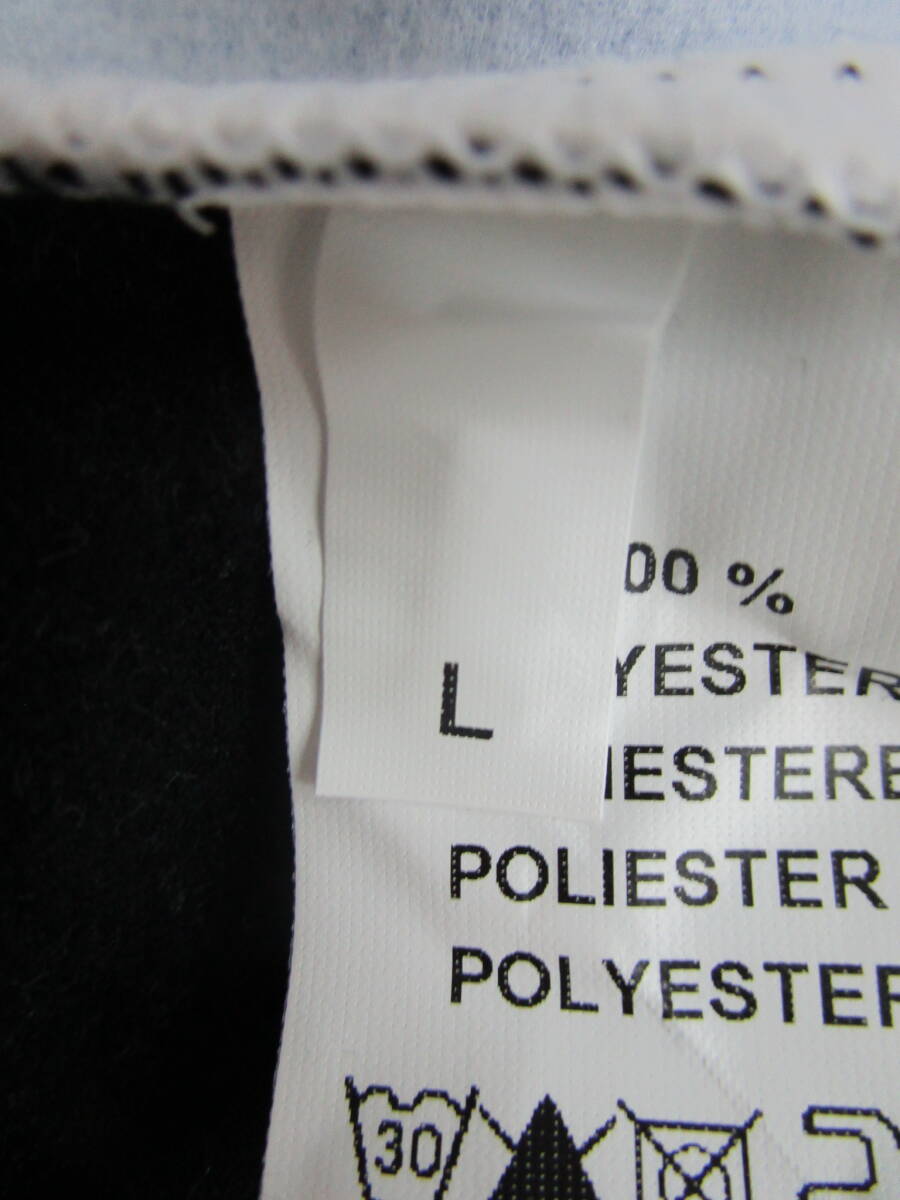 00 %
YESTER
L
IESTERE
POLIESTER
POLYESTER
30